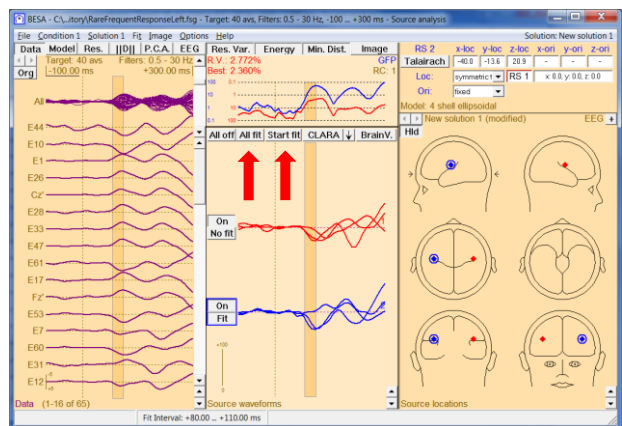 BESA - C:\..itory\RareFrequentResponseLeft.fsg - Target: 40 avs, Filters: 0.5 - 30 Hz, -100 ... +300 ms - Source analysis
File Condition 1 Solution 1 Fit Image Options Solution: New solution 1
Data Model Res. ||D|| P.C.A. EEG
Target: 40 avs Filters: 0.5 - 30 Hz
Org -100.00 ms +300.00 ms
All
E44
E10
E1
E26
Cz'
E28
E33
E47
E61
E17
Fz'
E53
E7
E60
E31
E12
Data (1-16 of 65)
Res. Var. Energy Min. Dist. Image
R.V.: 2.772% GFP
Best: 2.360% RC: 1
All off All fit Start fit CLARA ↓ BrainV.
On
No fit
On
Fit
+100
0
Source waveforms
RS 2 x-loc y-loc z-loc x-ori y-ori z-ori
Talairach -40.0 -13.6 20.9 - - -
Loc: symmetric t RS 1 x: 0.0, y: 0.0, z: 0.0
Ori: fixed
Model: 4 shell ellipsoidal
New solution 1 (modified) EEG +
Hld
Source locations
Fit Interval: +80.00 ... +110.00 ms